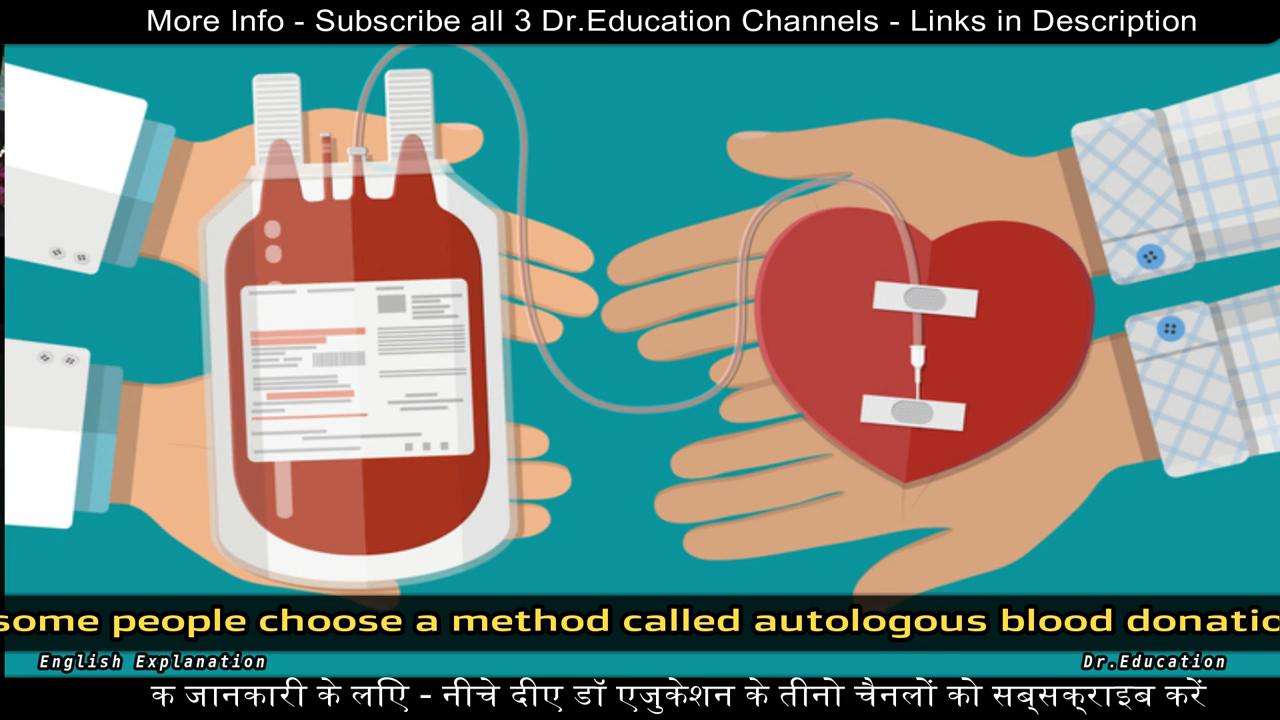 More Info - Subscribe all 3 Dr.Education Channels - Links in Description
some people choose a method called autologous blood donatio
English Explanation
Dr.Education
क जानकारी के लिए - नीचे दीए डॉ एजुकेशन के तीनो चैनलों को सब्सक्राइब करें